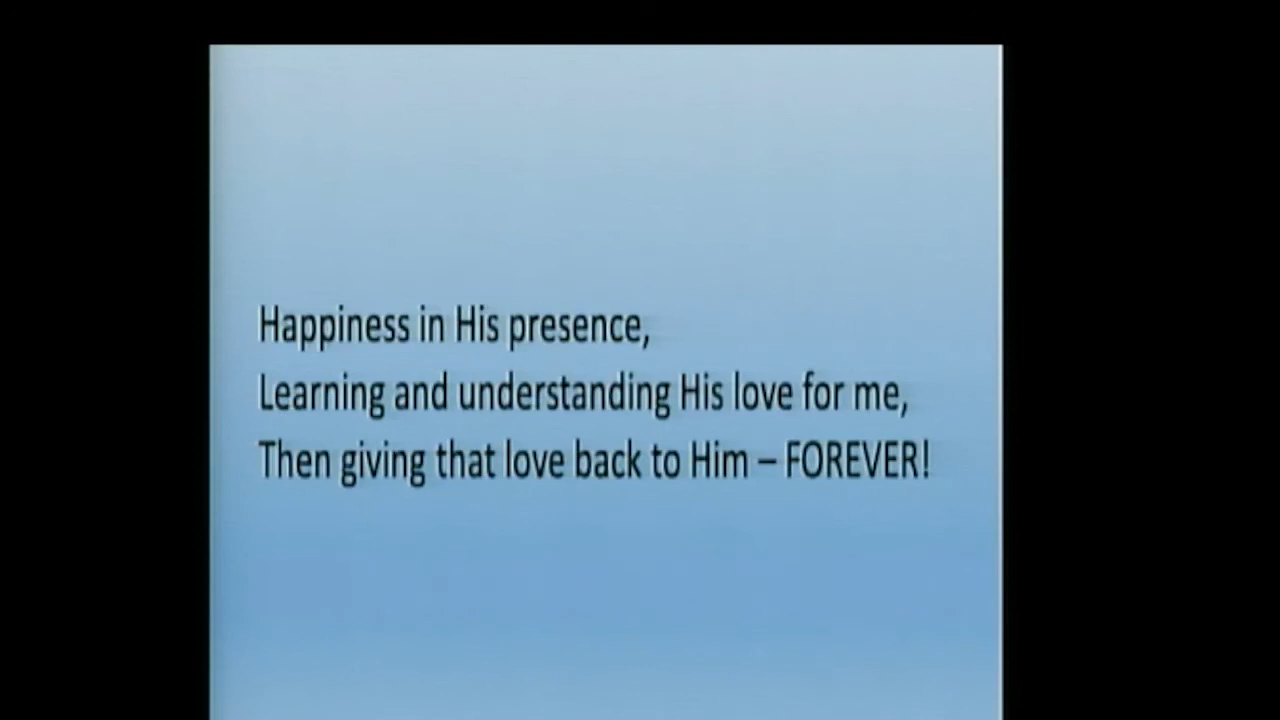 Happiness in His presence,
Learning and understanding His love for me,
Then giving that love back to Him – FOREVER!